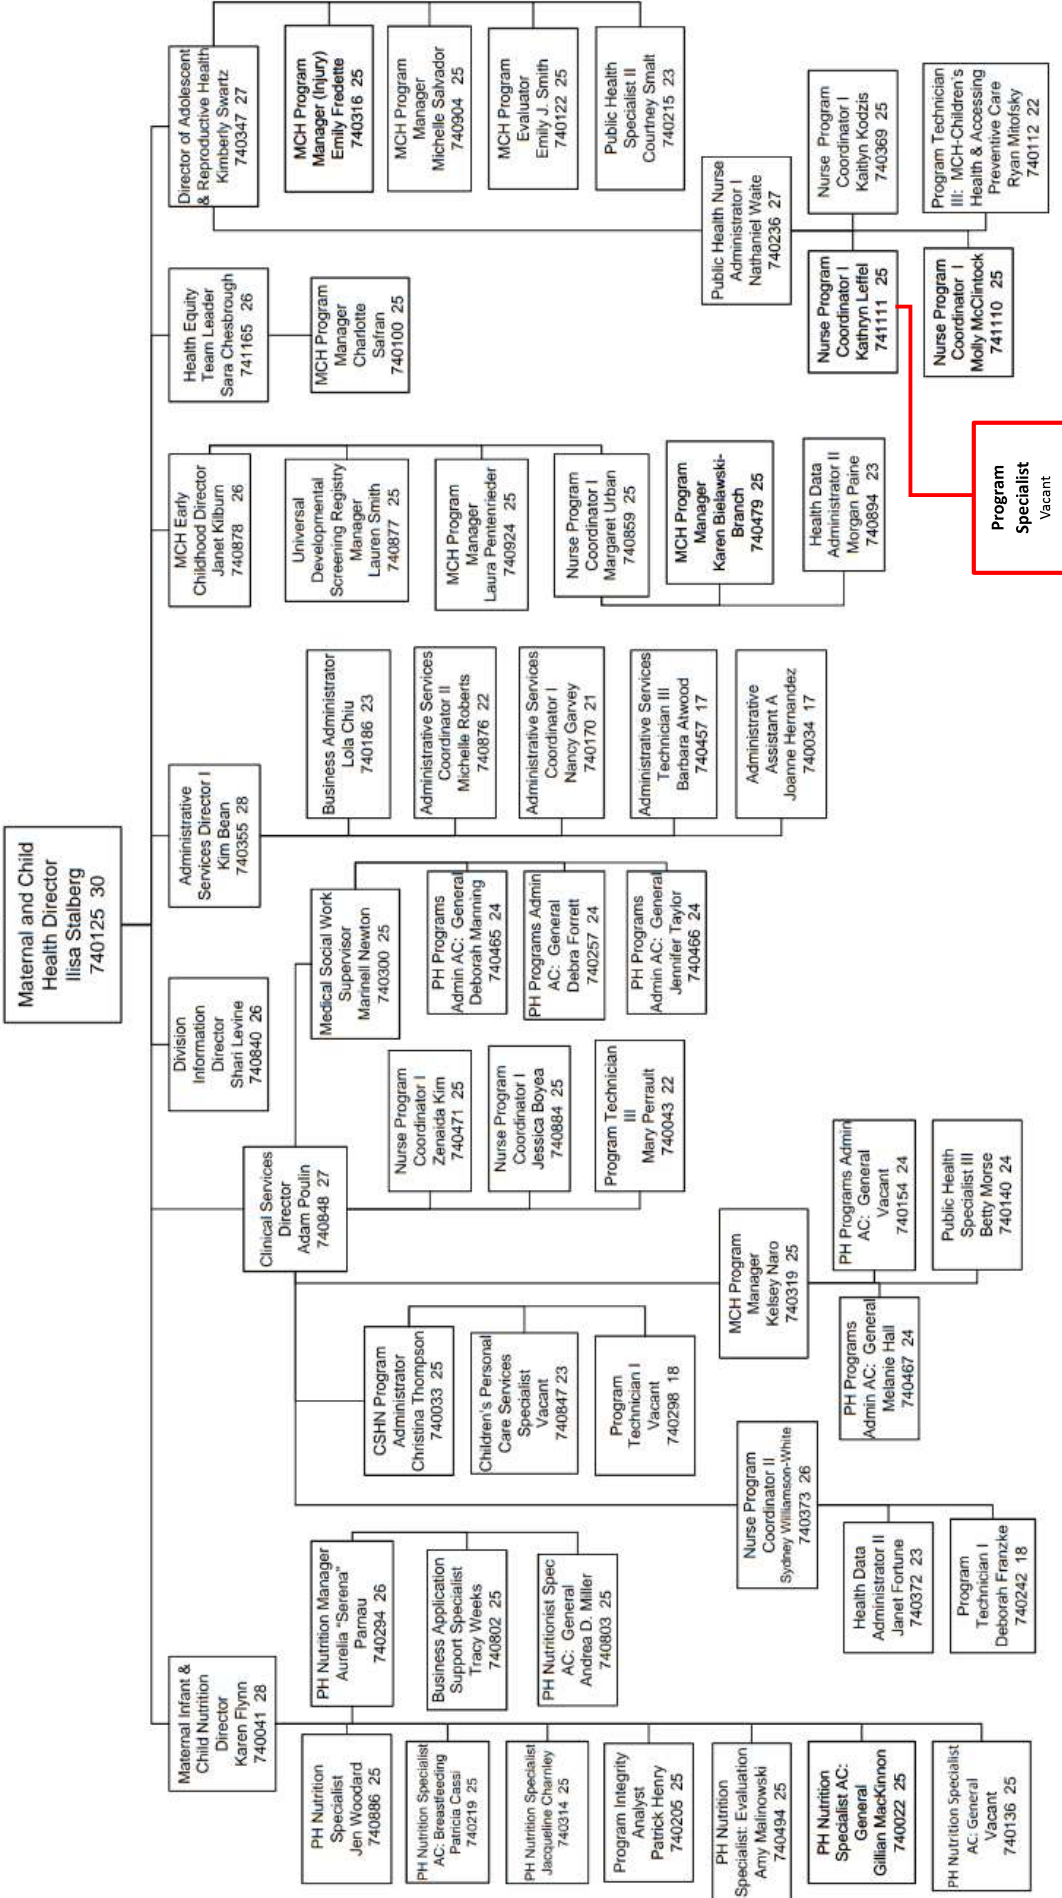 Maternal and Child
Health Director
Ilisa Stalberg
740125 30
Maternal Infant &
Child Nutrition
Director
Karen Flynn
740041 28
PH Nutrition
Specialist
Jen Woodard
740886 25
PH Nutrition Specialist
AC: Breastfeeding
Patricia Cassi
740219 25
PH Nutrition Specialist
Jacqueline Charnley
740314 25
Program Integrity
Analyst
Patrick Henry
740205 25
PH Nutrition
Specialist: Evaluation
Amy Malinowski
740494 25
PH Nutrition
Specialist AC:
General
Gillian MacKinnon
740022 25
PH Nutrition Specialist
AC: General
Vacant
740136 25
PH Nutrition Manager
Aurelia "Serena"
Parnau
740294 26
Business Application
Support Specialist
Tracy Weeks
740802 25
PH Nutritionist Spec
AC: General
Andrea D. Miller
740803 25
Clinical Services
Director
Adam Poulin
740848 27
CSHN Program
Administrator
Christina Thompson
740033 25
Children's Personal
Care Services
Specialist
Vacant
740847 23
Program
Technician I
Vacant
740298 18
Nurse Program
Coordinator II
Sydney Williamson-White
740373 26
Health Data
Administrator II
Janet Fortune
740372 23
Program
Technician I
Deborah Franzke
740242 18
MCH Program
Manager
Kelsey Naro
740319 25
PH Programs
Admin AC: General
Melanie Hall
740467 24
PH Programs Admin
AC: General
Vacant
740154 24
Public Health
Specialist III
Betty Morse
740140 24
Nurse Program
Coordinator I
Zenaida Kim
740471 25
Nurse Program
Coordinator I
Jessica Boyea
740884 25
Program Technician
III
Mary Perrault
740043 22
Medical Social Work
Supervisor
Marinell Newton
740300 25
PH Programs
Admin AC: General
Deborah Manning
740465 24
PH Programs Admin
AC: General
Debra Forrett
740257 24
PH Programs
Admin AC: General
Jennifer Taylor
740466 24
Division
Information
Director
Shari Levine
740840 26
Administrative
Services Director I
Kim Bean
740355 28
Business Administrator
Lola Chiu
740186 23
Administrative Services
Coordinator II
Michelle Roberts
740876 22
Administrative Services
Coordinator I
Nancy Garvey
740170 21
Administrative Services
Technician III
Barbara Atwood
740457 17
Administrative
Assistant A
Joanne Hernandez
740034 17
MCH Early
Childhood Director
Janet Kilburn
740878 26
Universal
Developmental
Screening Registry
Manager
Lauren Smith
740877 25
MCH Program
Manager
Laura Pentenrieder
740924 25
Nurse Program
Coordinator I
Margaret Urban
740859 25
MCH Program
Manager
Karen Bielawski-
Branch
740479 25
Health Data
Administrator II
Morgan Paine
740894 23
Health Equity
Team Leader
Sara Chesbrough
741165 26
MCH Program
Manager
Charlotte
Safran
740100 25
Director of Adolescent
& Reproductive Health
Kimberly Swartz
740347 27
MCH Program
Manager (Injury)
Emily Fredette
740316 25
MCH Program
Manager
Michelle Salvador
740904 25
MCH Program
Evaluator
Emily J. Smith
740122 25
Public Health
Specialist II
Courtney Smalt
740215 23
Public Health Nurse
Administrator I
Nathaniel Waite
740236 27
Nurse Program
Coordinator I
Kathryn Leffel
741111 25
Nurse Program
Coordinator I
Kaitlyn Kodzis
740369 25
Nurse Program
Coordinator I
Molly McClintock
741110 25
Program Technician
III: MCH-Children's
Health & Accessing
Preventive Care
Ryan Mitofsky
740112 22
Program
Specialist
Vacant